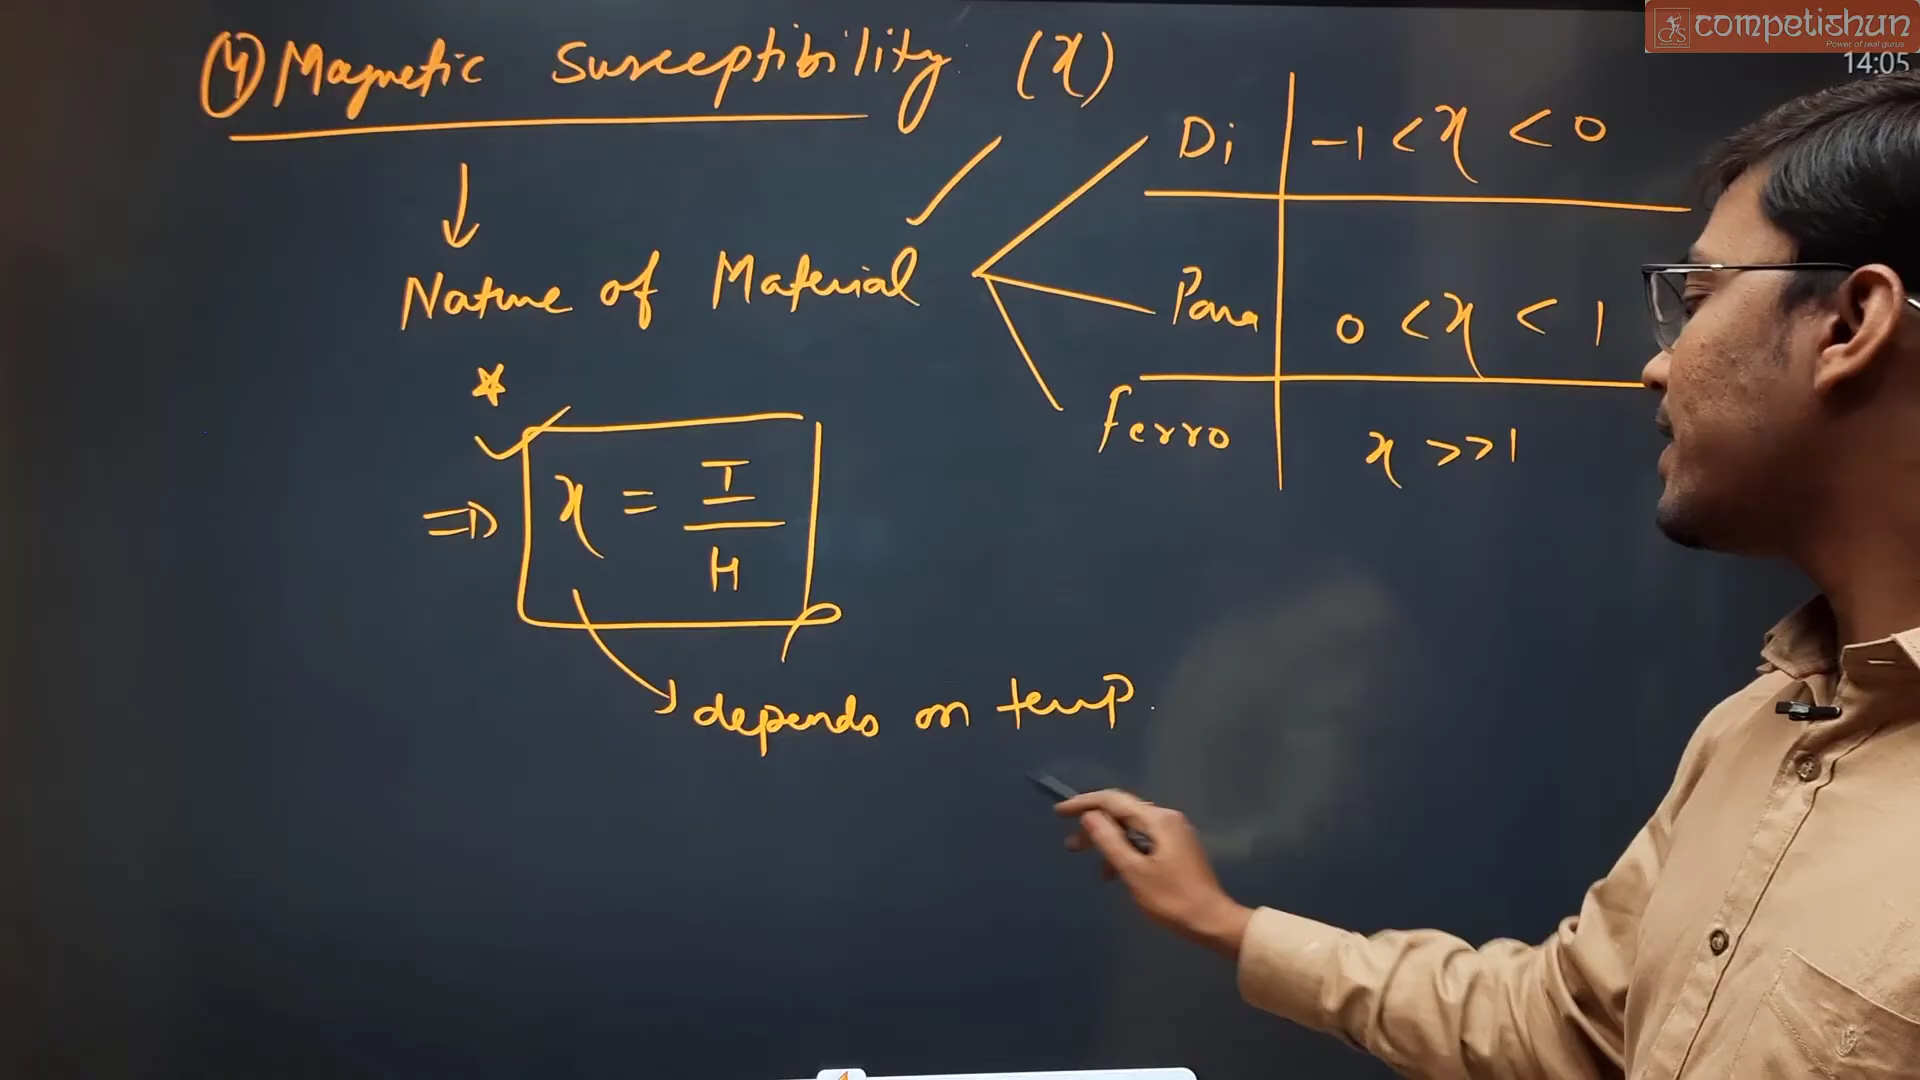 competishun
Power of real gurus
14:05
(4) Magnetic Susceptibility (χ)
Di | -1 < χ < 0
Nature of Material
Para | 0 < χ < 1
Ferro | χ >> 1
⇒ χ = I / H
depends on temp.